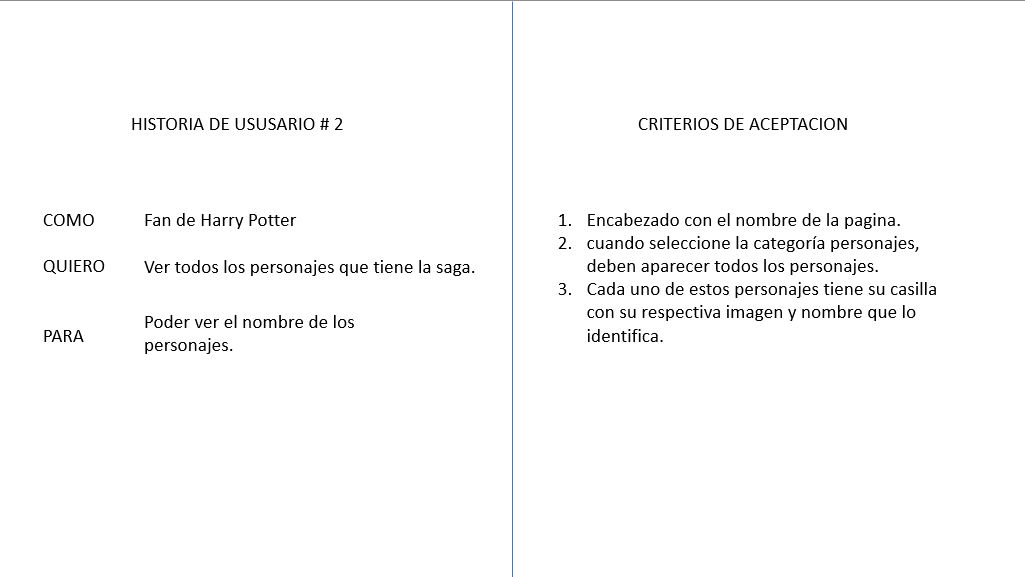 HISTORIA DE USUSARIO # 2
COMO Fan de Harry Potter
QUIERO Ver todos los personajes que tiene la saga.
PARA Poder ver el nombre de los
personajes.
CRITERIOS DE ACEPTACION
1. Encabezado con el nombre de la pagina.
2. cuando seleccione la categoría personajes,
deben aparecer todos los personajes.
3. Cada uno de estos personajes tiene su casilla
con su respectiva imagen y nombre que lo
identifica.